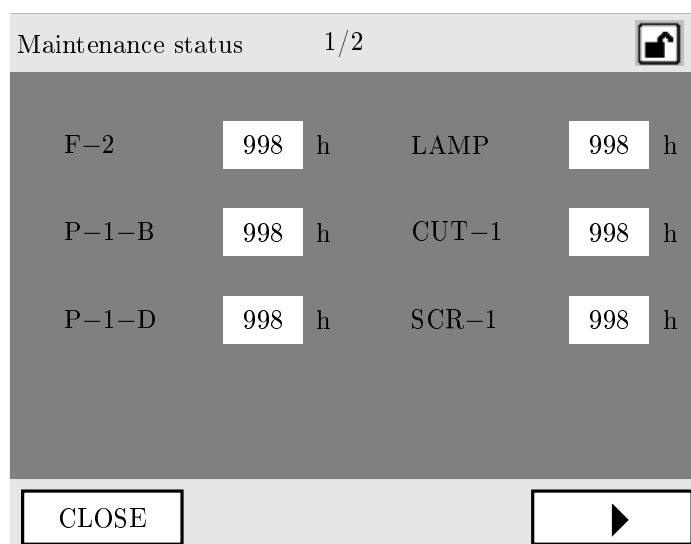 Maintenance status 1/2
F−2 998 h LAMP 998 h
P−1−B 998 h CUT−1 998 h
P−1−D 998 h SCR−1 998 h
CLOSE